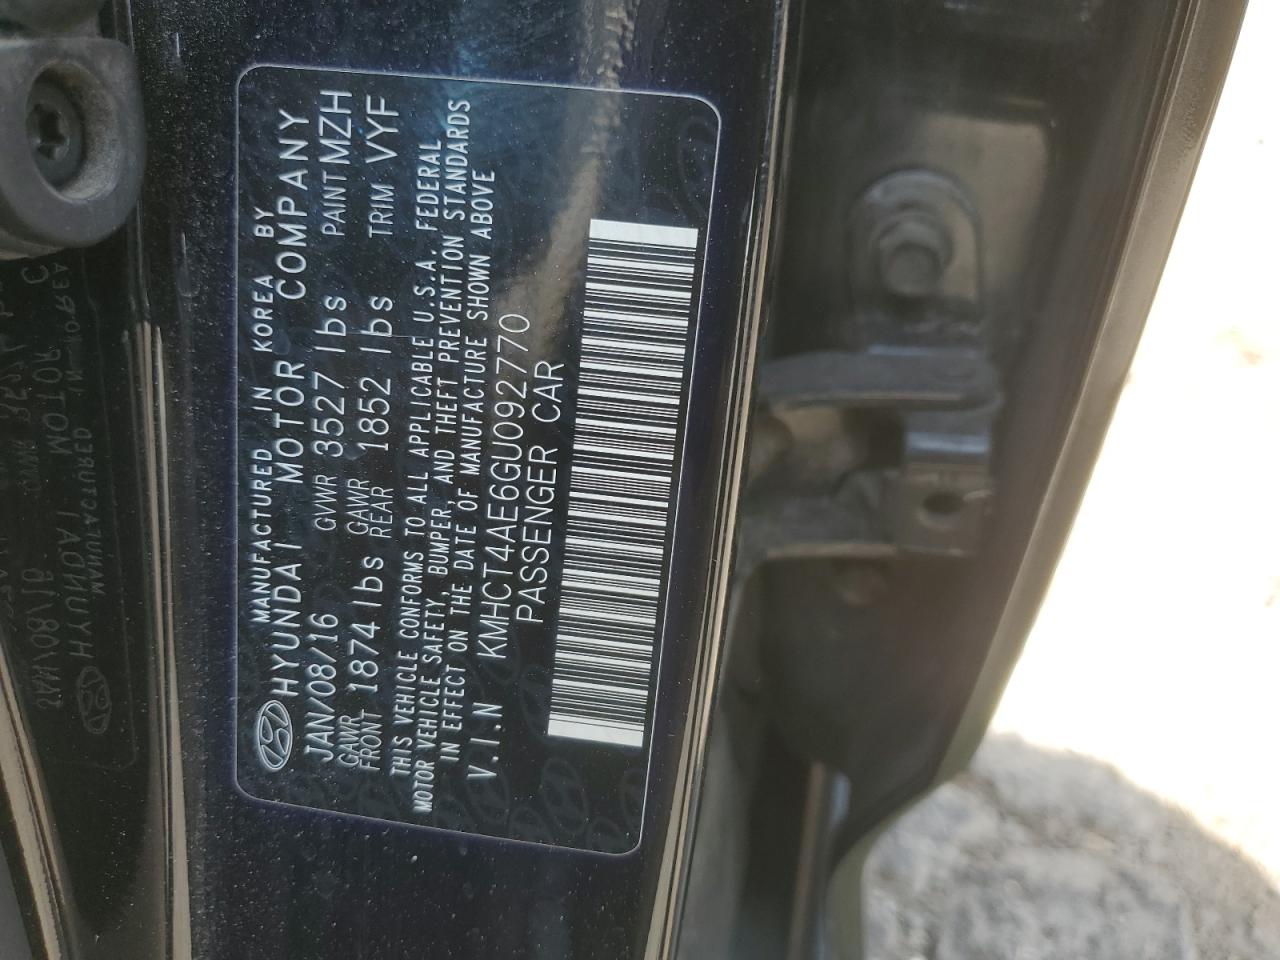 MANUFACTURED IN KOREA BY
HYUNDAI MOTOR COMPANY
JAN/08/16 GVWR 3527 lbs PAINT MZH
GAWR FRONT 1874 lbs GAWR REAR 1852 lbs TRIM VYF
THIS VEHICLE CONFORMS TO ALL APPLICABLE U.S.A. FEDERAL
MOTOR VEHICLE SAFETY, BUMPER, AND THEFT PREVENTION STANDARDS
IN EFFECT ON THE DATE OF MANUFACTURE SHOWN ABOVE
V.I.N KMHCT4AE6GU092770
PASSENGER CAR